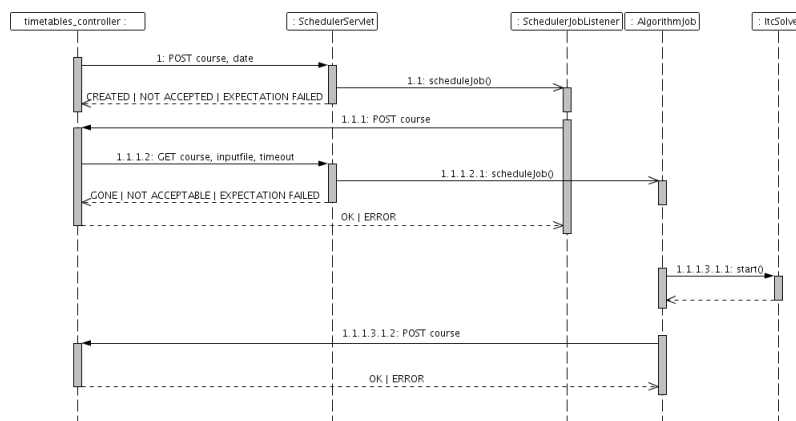 timetables_controller :
: SchedulerServlet
: SchedulerJobListener
: AlgorithmJob
: ItcSolve
1: POST course, date
1.1: scheduleJob()
CREATED | NOT ACCEPTED | EXPECTATION FAILED
1.1.1: POST course
1.1.1.2: GET course, inputfile, timeout
1.1.1.2.1: scheduleJob()
GONE | NOT ACCEPTABLE | EXPECTATION FAILED
OK | ERROR
1.1.1.3.1.1: start()
1.1.1.3.1.2: POST course
OK | ERROR